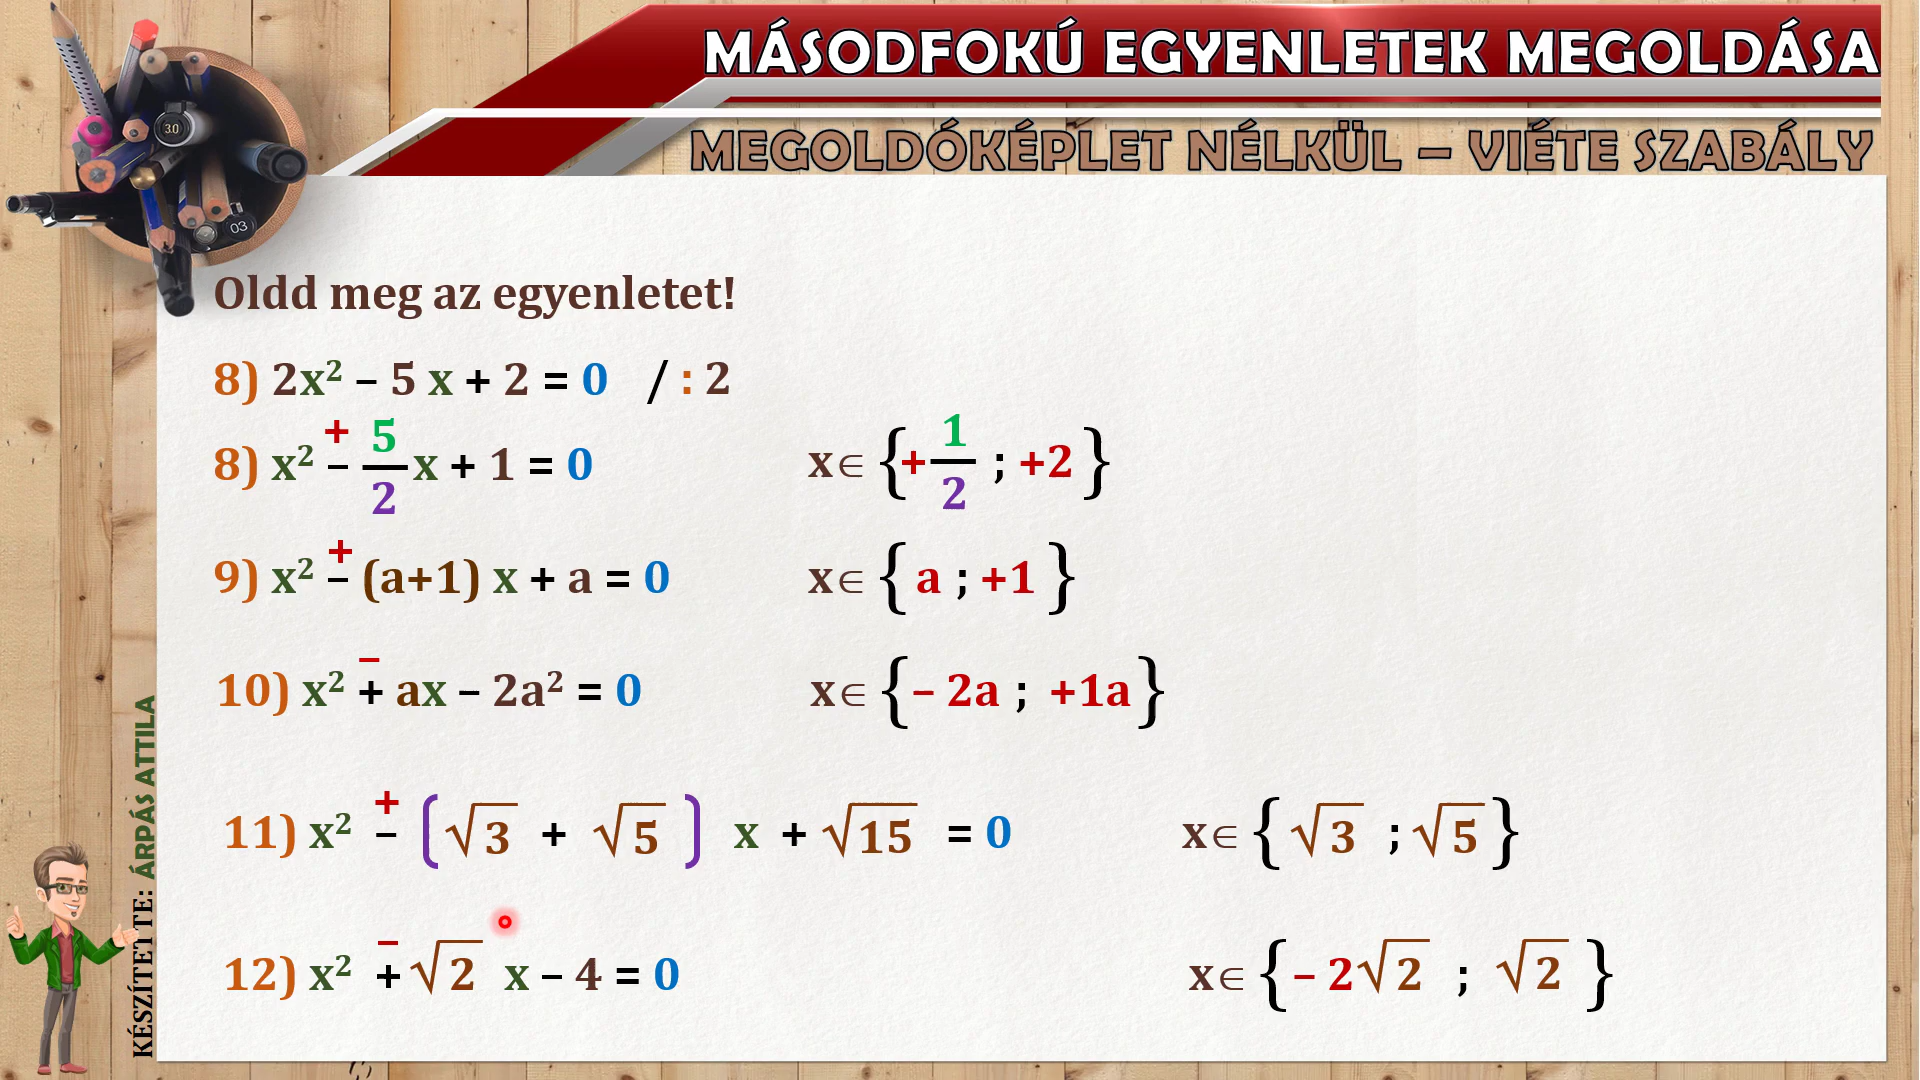 MÁSODFOKÚ EGYENLETEK MEGOLDÁSA
MEGOLDÓKÉPLET NÉLKÜL – VIÉTE SZABÁLY
Oldd meg az egyenletet!
8) 2x² – 5 x + 2 = 0 / : 2
+
8) x² – 5/2 x + 1 = 0 x∈ {+ 1/2 ; +2 }
+
9) x² – (a+1) x + a = 0 x∈ { a ; +1 }
–
10) x² + ax – 2a² = 0 x∈ {– 2a ; +1a}
+
11) x² – (√3 + √5) x + √15 = 0 x∈ { √3 ; √5 }
–
12) x² + √2 x – 4 = 0 x∈ {– 2√2 ; √2 }
KÉSZÍTETTE: ÁRPÁS ATTILA
3.0
03